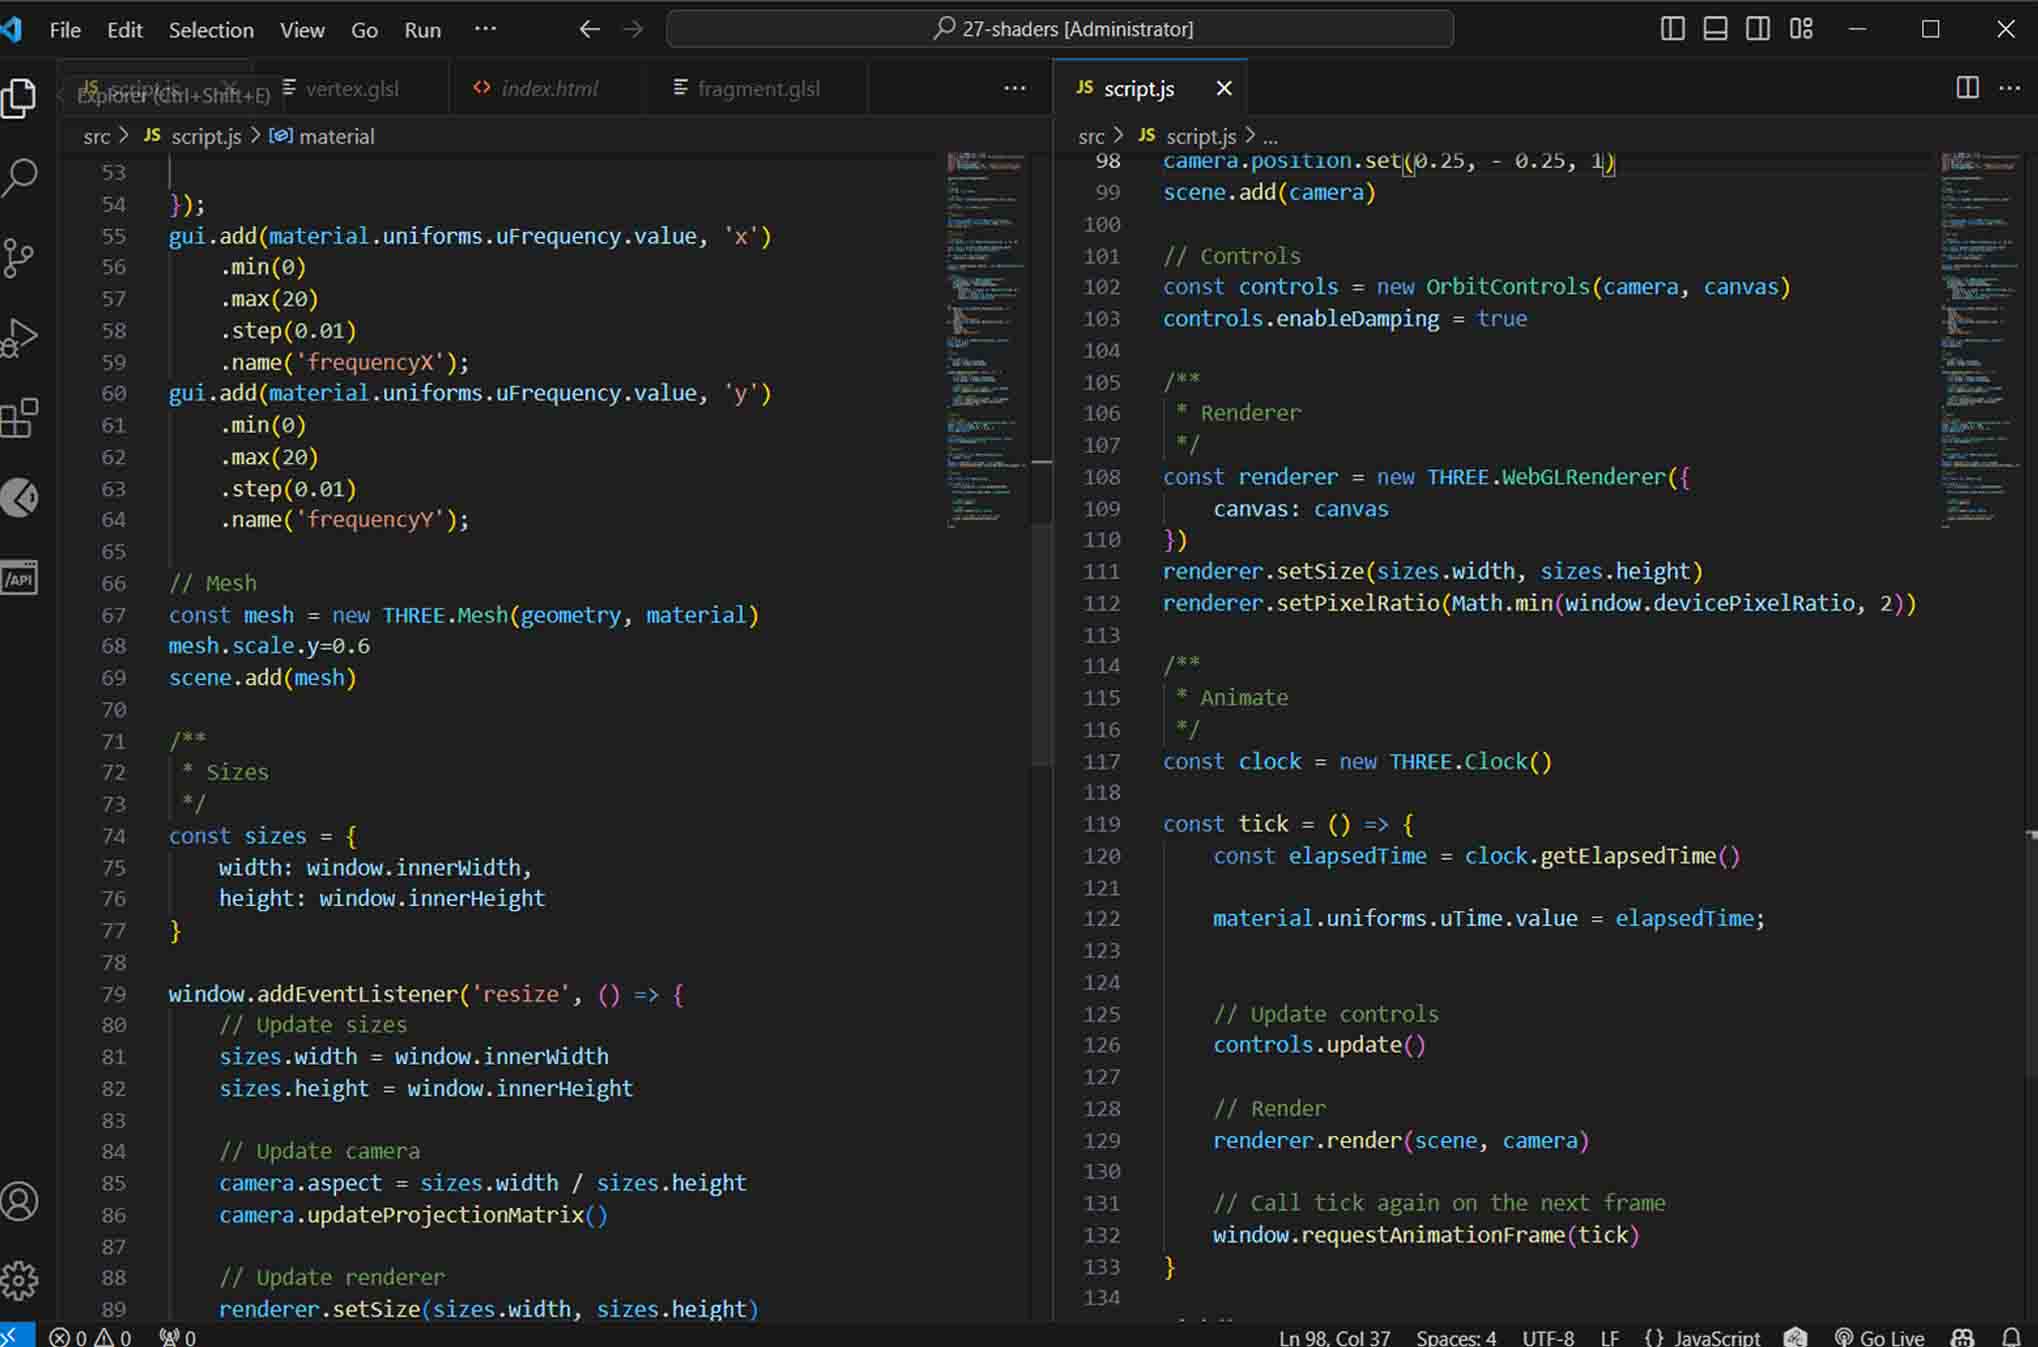 File Edit Selection View Go Run ··· 27-shaders [Administrator]
JS script.js vertex.glsl index.html fragment.glsl ···
Explorer (Ctrl+Shift+E)
src > JS script.js > material
53
54 });
55 gui.add(material.uniforms.uFrequency.value, 'x')
56 .min(0)
57 .max(20)
58 .step(0.01)
59 .name('frequencyX');
60 gui.add(material.uniforms.uFrequency.value, 'y')
61 .min(0)
62 .max(20)
63 .step(0.01)
64 .name('frequencyY');
65
66 // Mesh
67 const mesh = new THREE.Mesh(geometry, material)
68 mesh.scale.y=0.6
69 scene.add(mesh)
70
71 /**
72 * Sizes
73 */
74 const sizes = {
75 width: window.innerWidth,
76 height: window.innerHeight
77 }
78
79 window.addEventListener('resize', () => {
80 // Update sizes
81 sizes.width = window.innerWidth
82 sizes.height = window.innerHeight
83
84 // Update camera
85 camera.aspect = sizes.width / sizes.height
86 camera.updateProjectionMatrix()
87
88 // Update renderer
89 renderer.setSize(sizes.width, sizes.height)
JS script.js ···
src > JS script.js > ...
98 camera.position.set(0.25, - 0.25, 1)
99 scene.add(camera)
100
101 // Controls
102 const controls = new OrbitControls(camera, canvas)
103 controls.enableDamping = true
104
105 /**
106 * Renderer
107 */
108 const renderer = new THREE.WebGLRenderer({
109 canvas: canvas
110 })
111 renderer.setSize(sizes.width, sizes.height)
112 renderer.setPixelRatio(Math.min(window.devicePixelRatio, 2))
113
114 /**
115 * Animate
116 */
117 const clock = new THREE.Clock()
118
119 const tick = () => {
120 const elapsedTime = clock.getElapsedTime()
121
122 material.uniforms.uTime.value = elapsedTime;
123
124
125 // Update controls
126 controls.update()
127
128 // Render
129 renderer.render(scene, camera)
130
131 // Call tick again on the next frame
132 window.requestAnimationFrame(tick)
133 }
134
/API
0 0 0 Ln 98, Col 37 Spaces: 4 UTF-8 LF {} JavaScript Go Live